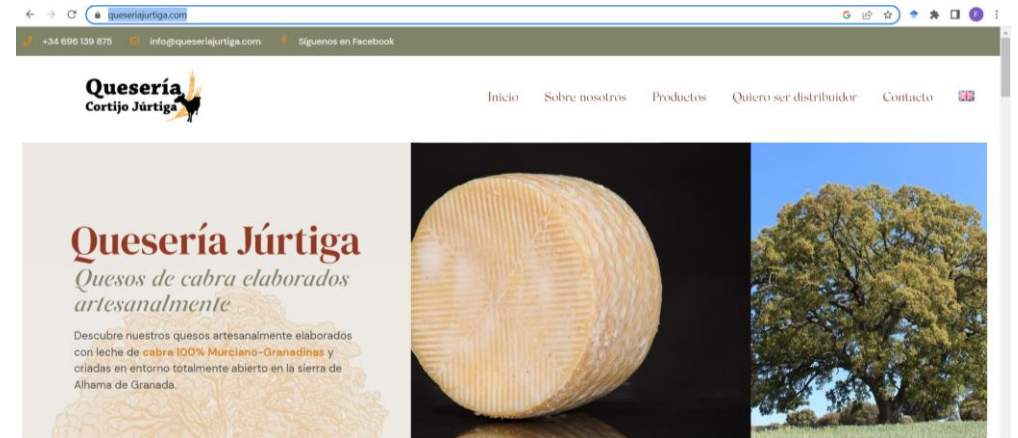 queseriajurtiga.com
+34 696 139 875 info@queseriajurtiga.com Síguenos en Facebook
Quesería
Cortijo Júrtiga
Inicio Sobre nosotros Productos Quiero ser distribuidor Contacto
Quesería Júrtiga
Quesos de cabra elaborados
artesanalmente
Descubre nuestros quesos artesanalmente elaborados
con leche de cabra 100% Murciano-Granadinas y
criadas en entorno totalmente abierto en la sierra de
Alhama de Granada.